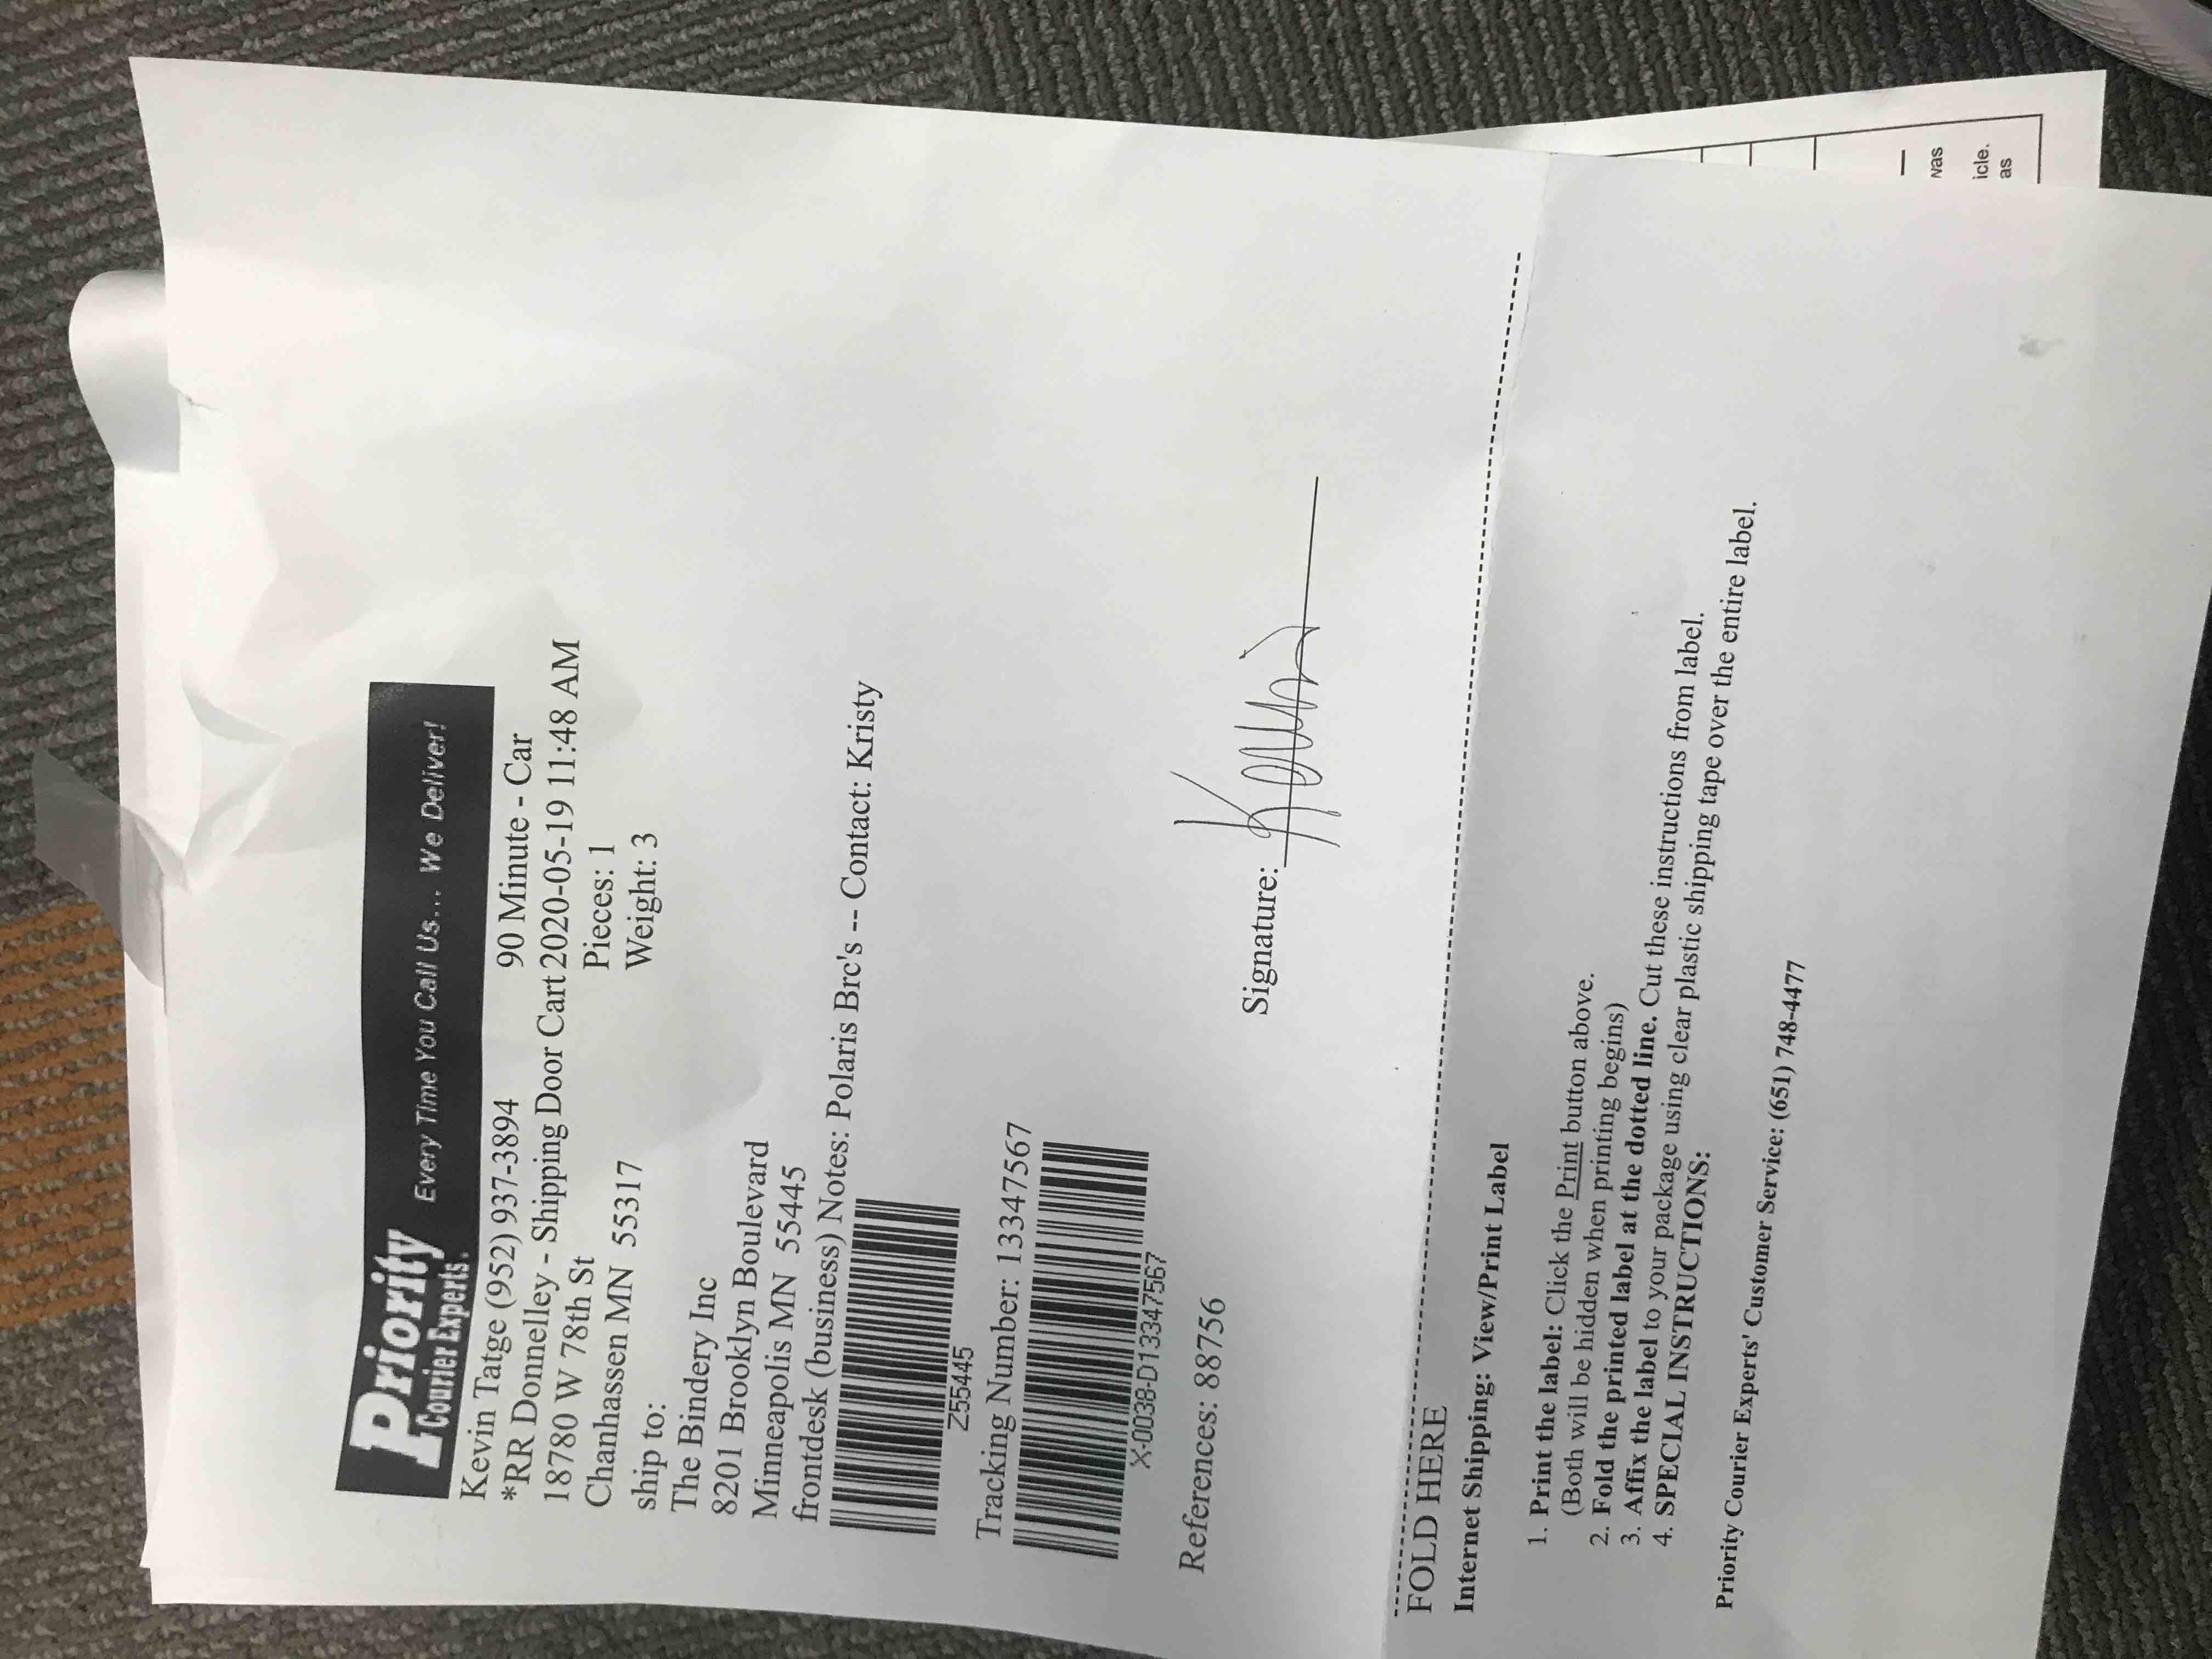 Priority
Courier Experts.
Every Time You Call Us... We Deliver!
Kevin Tatge (952) 937-3894 90 Minute - Car
*RR Donnelley - Shipping Door Cart 2020-05-19 11:48 AM
18780 W 78th St Pieces: 1
Chanhassen MN 55317 Weight: 3
ship to:
The Bindery Inc
8201 Brooklyn Boulevard
Minneapolis MN 55445
frontdesk (business) Notes: Polaris Brc's -- Contact: Kristy
Z55445
Tracking Number: 13347567
X-0038-D13347567
References: 88756
Signature:
FOLD HERE
Internet Shipping: View/Print Label
1. Print the label: Click the Print button above.
(Both will be hidden when printing begins)
2. Fold the printed label at the dotted line. Cut these instructions from label.
3. Affix the label to your package using clear plastic shipping tape over the entire label.
4. SPECIAL INSTRUCTIONS:
Priority Courier Experts' Customer Service: (651) 748-4477
was
icle.
as